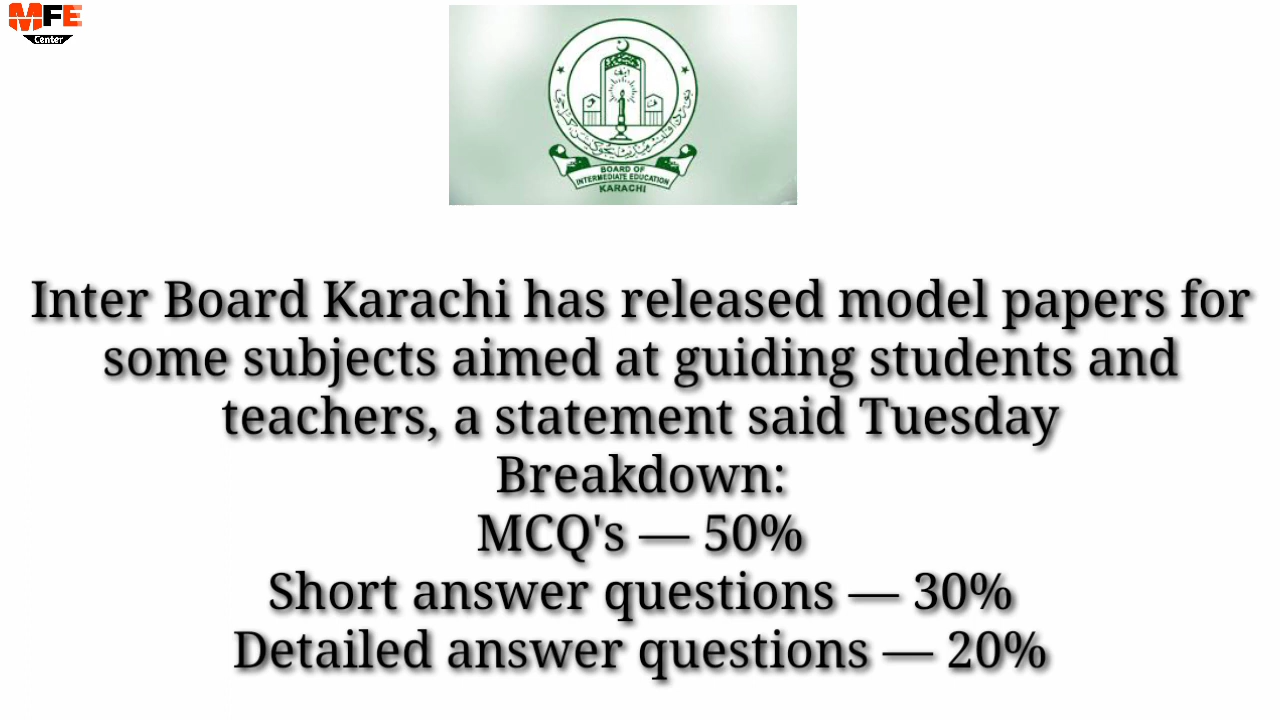 MFE
Center
BOARD OF
INTERMEDIATE EDUCATION
KARACHI
Inter Board Karachi has released model papers for
some subjects aimed at guiding students and
teachers, a statement said Tuesday
Breakdown:
MCQ's — 50%
Short answer questions — 30%
Detailed answer questions — 20%